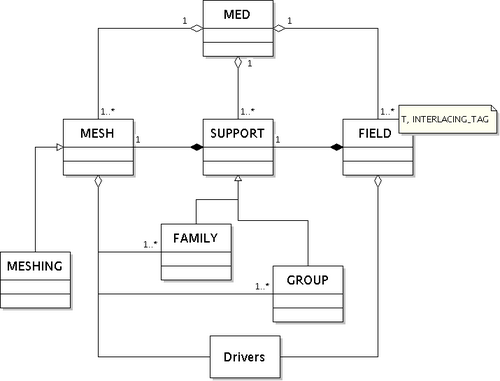 MED
1
1
1
1..*
1..*
1..*
T, INTERLACING_TAG
MESH
1
SUPPORT
1
FIELD
FAMILY
1..*
MESHING
GROUP
1..*
Drivers